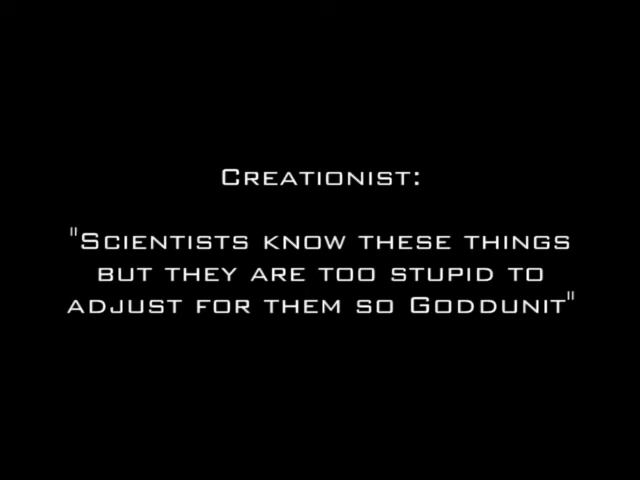 Creationist:
"Scientists know these things
but they are too stupid to
adjust for them so Goddunit"